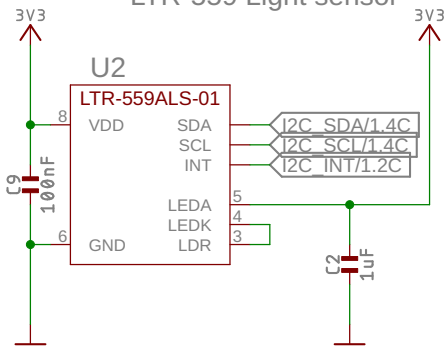 LTR-559 Light sensor
3V3
3V3
U2
LTR-559ALS-01
8
VDD
SDA
I2C_SDA/1.4C
SCL
I2C_SCL/1.4C
INT
I2C_INT/1.2C
C9
100nF
LEDA
5
LEDK
4
6
GND
LDR
3
C2
1uF